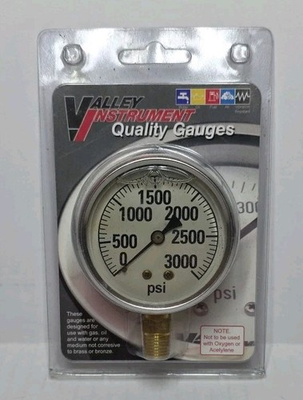 VALLEY
INSTRUMENT
Quality Gauges
1500
1000
2000
500
2500
0
3000
psi
300
psi
These
gauges are
designed for
use with gas, oil
and water or any
medium not corrosive
to brass or bronze.
NOTE:
Not to be used
with Oxygen or
Acetylene